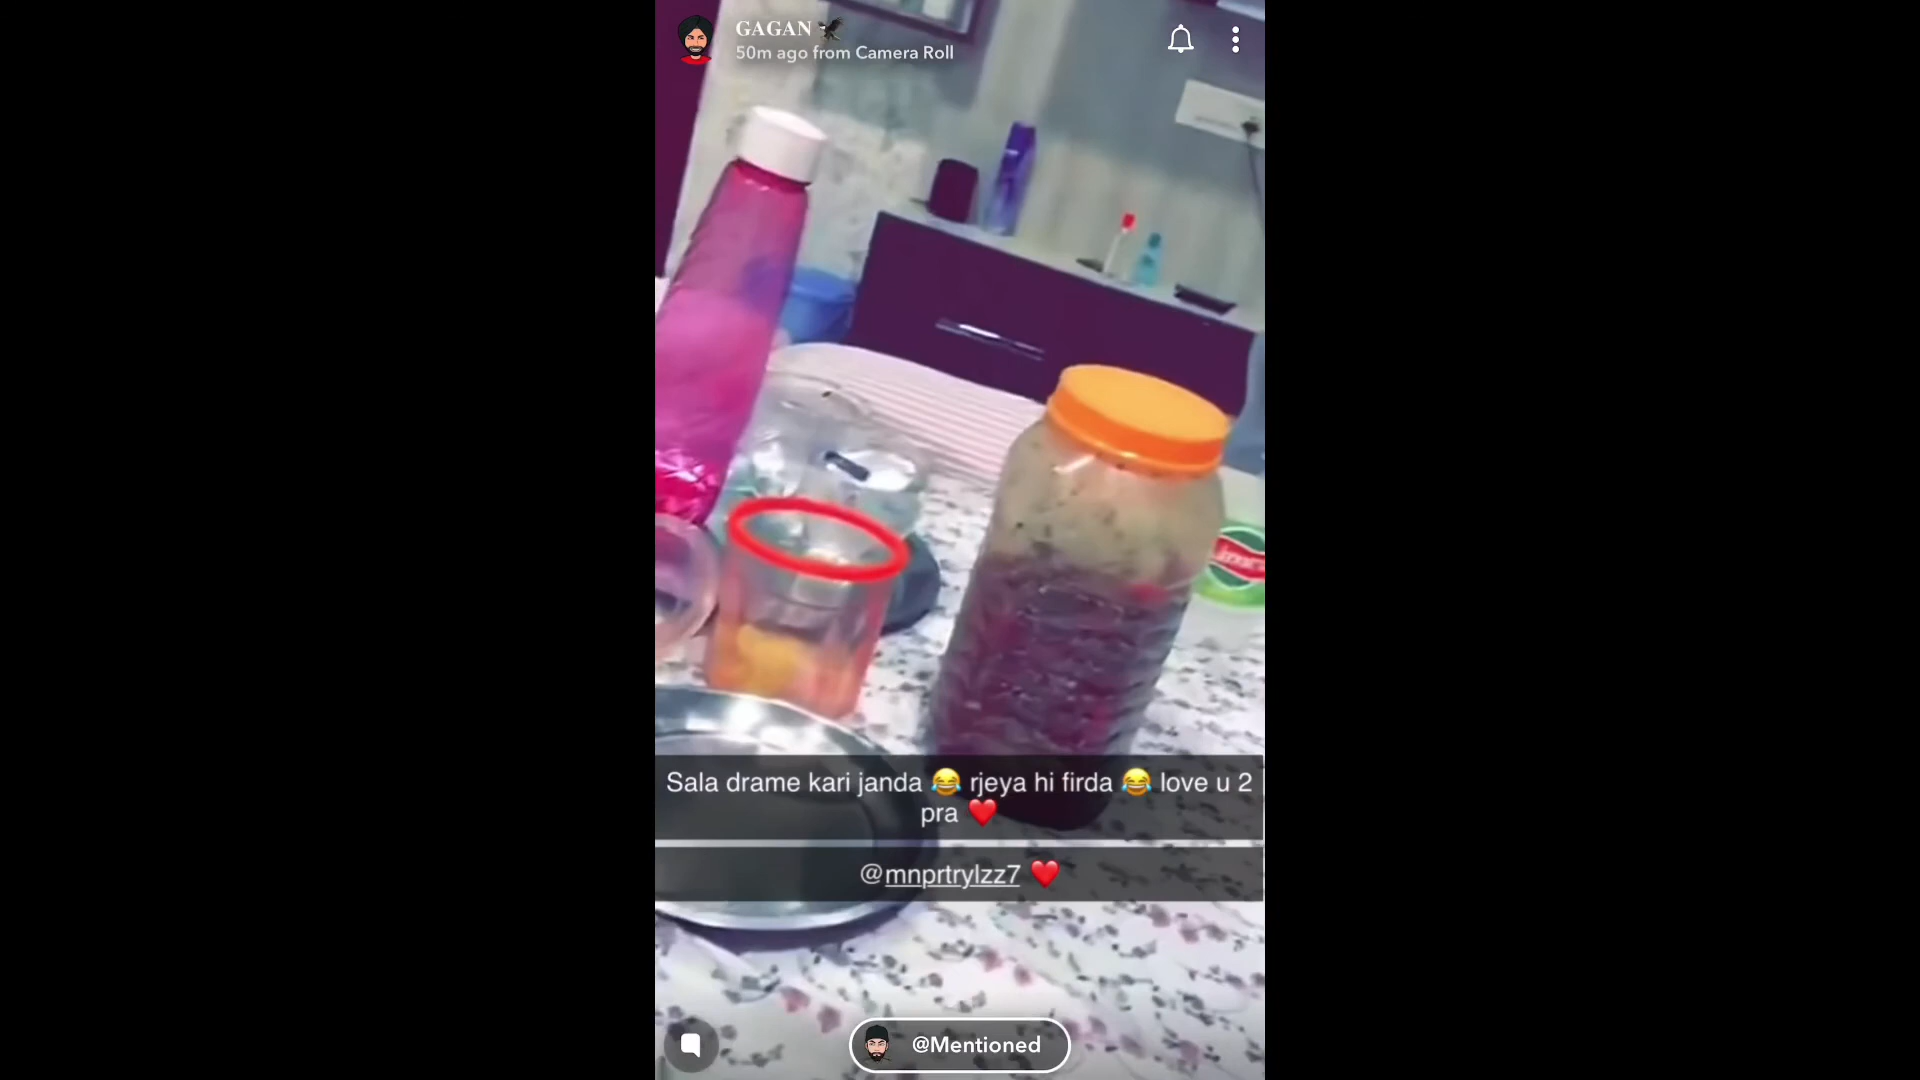 GAGAN 🦅
50m ago from Camera Roll
Sala drame kari janda 😂 rjeya hi firda 😂 love u 2
pra ❤️
@mnprtrylzz7 ❤️
@Mentioned